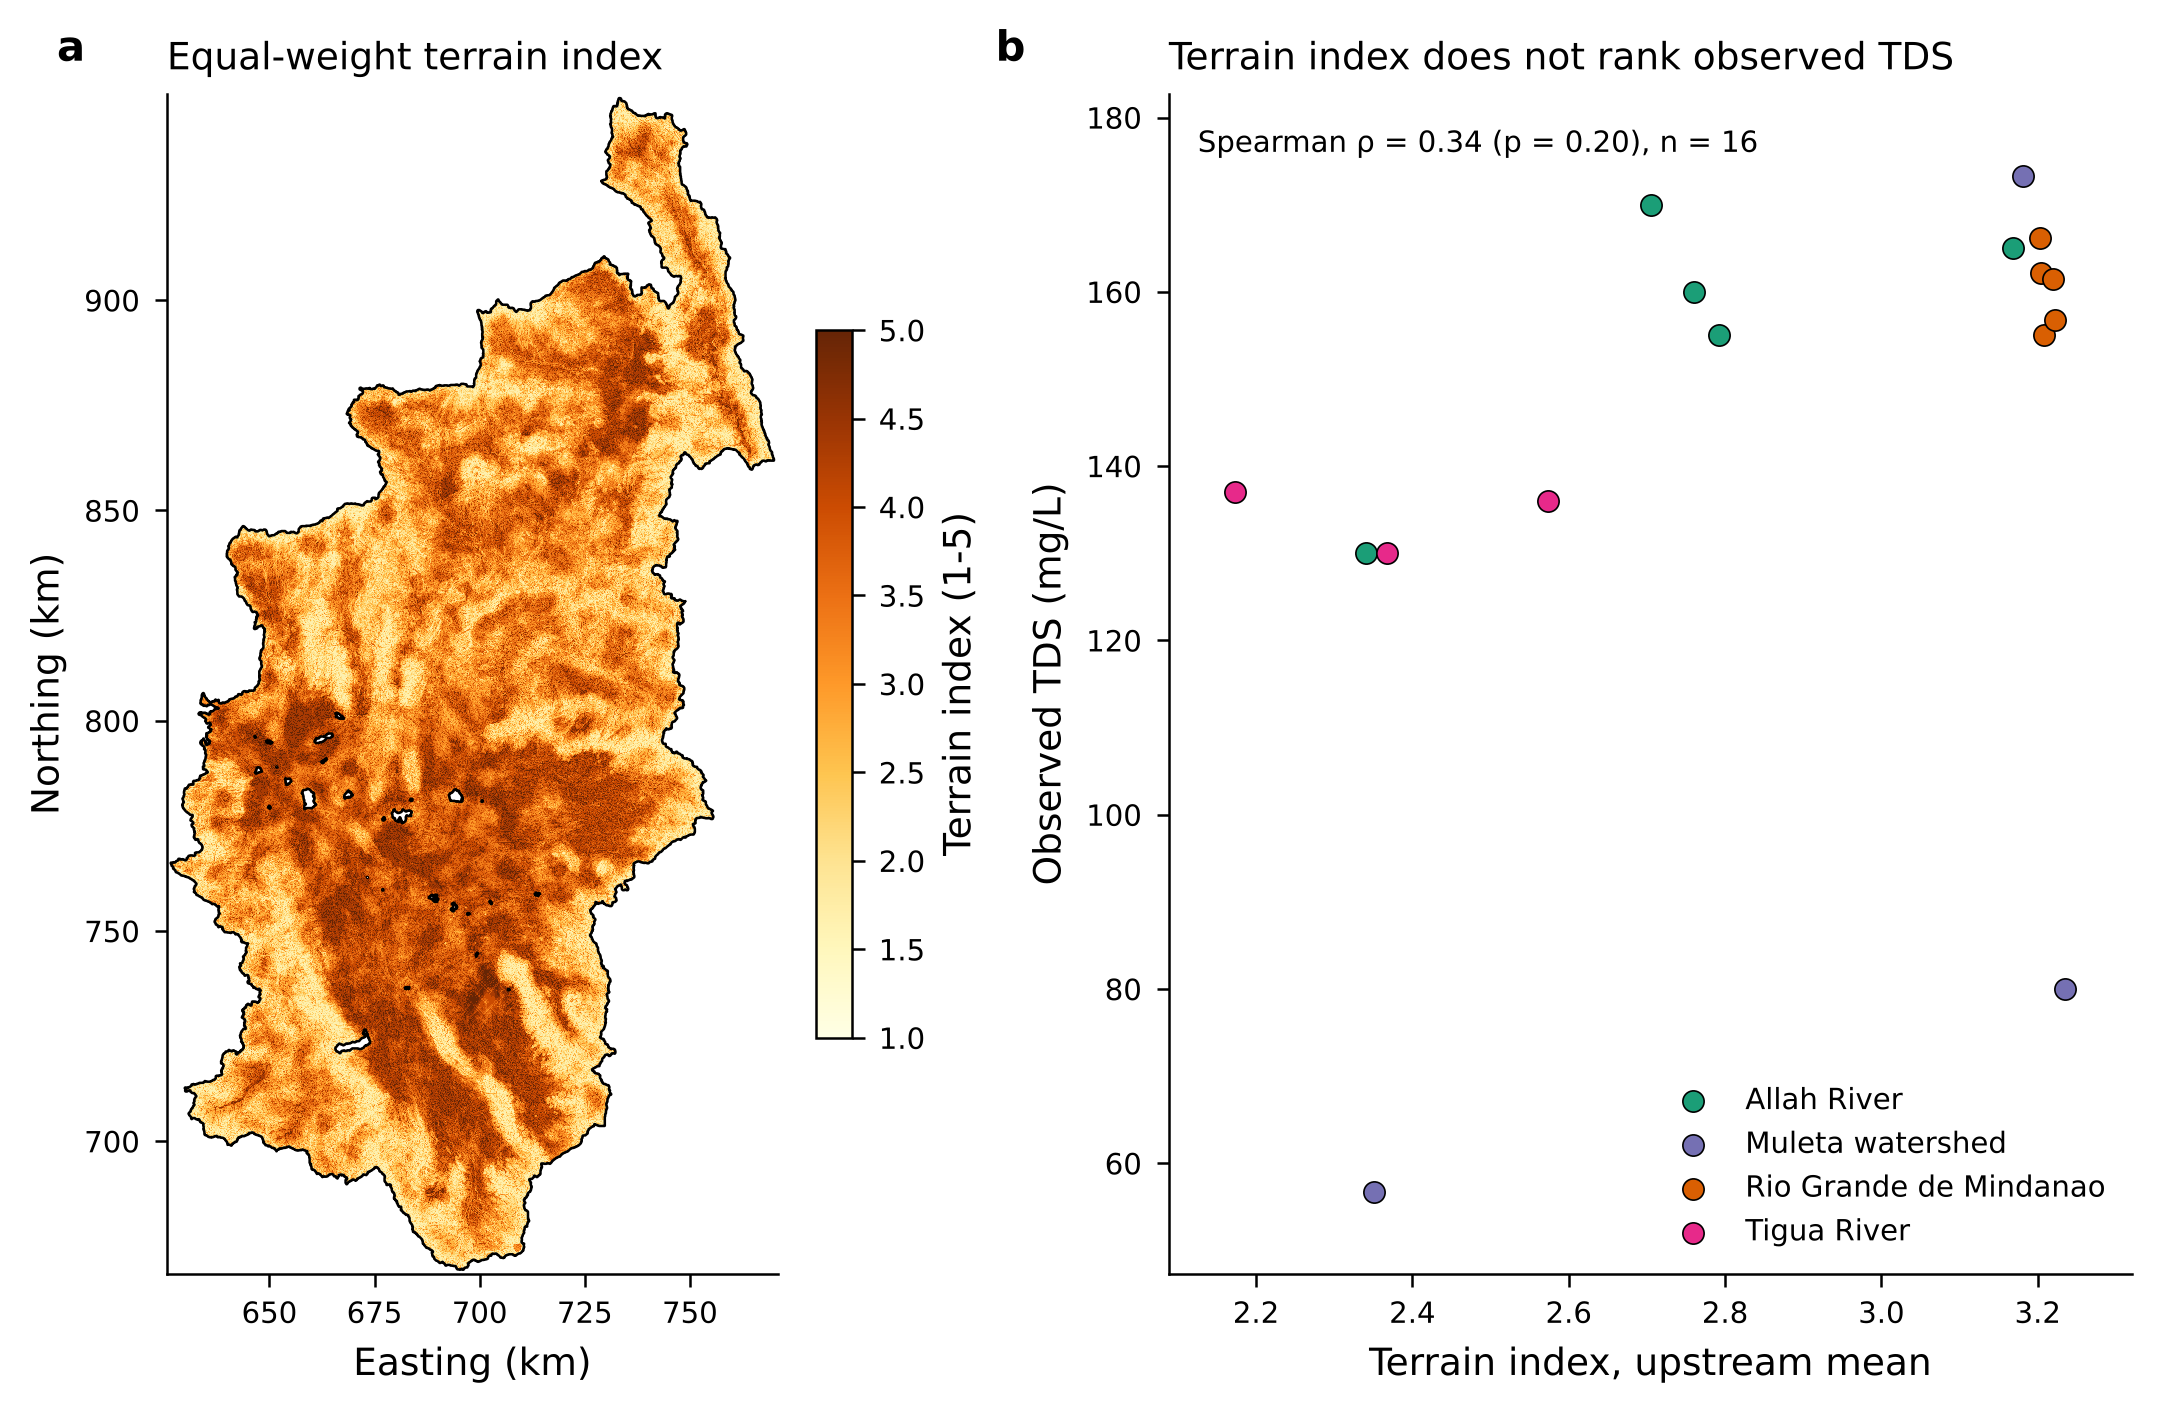 a
Equal-weight terrain index
Northing (km)
900
850
800
750
700
650 675 700 725 750
Easting (km)
5.0
4.5
4.0
3.5
3.0
2.5
2.0
1.5
1.0
Terrain index (1-5)
b
Terrain index does not rank observed TDS
Spearman ρ = 0.34 (p = 0.20), n = 16
Observed TDS (mg/L)
180
160
140
120
100
80
60
Allah River
Muleta watershed
Rio Grande de Mindanao
Tigua River
2.2 2.4 2.6 2.8 3.0 3.2
Terrain index, upstream mean